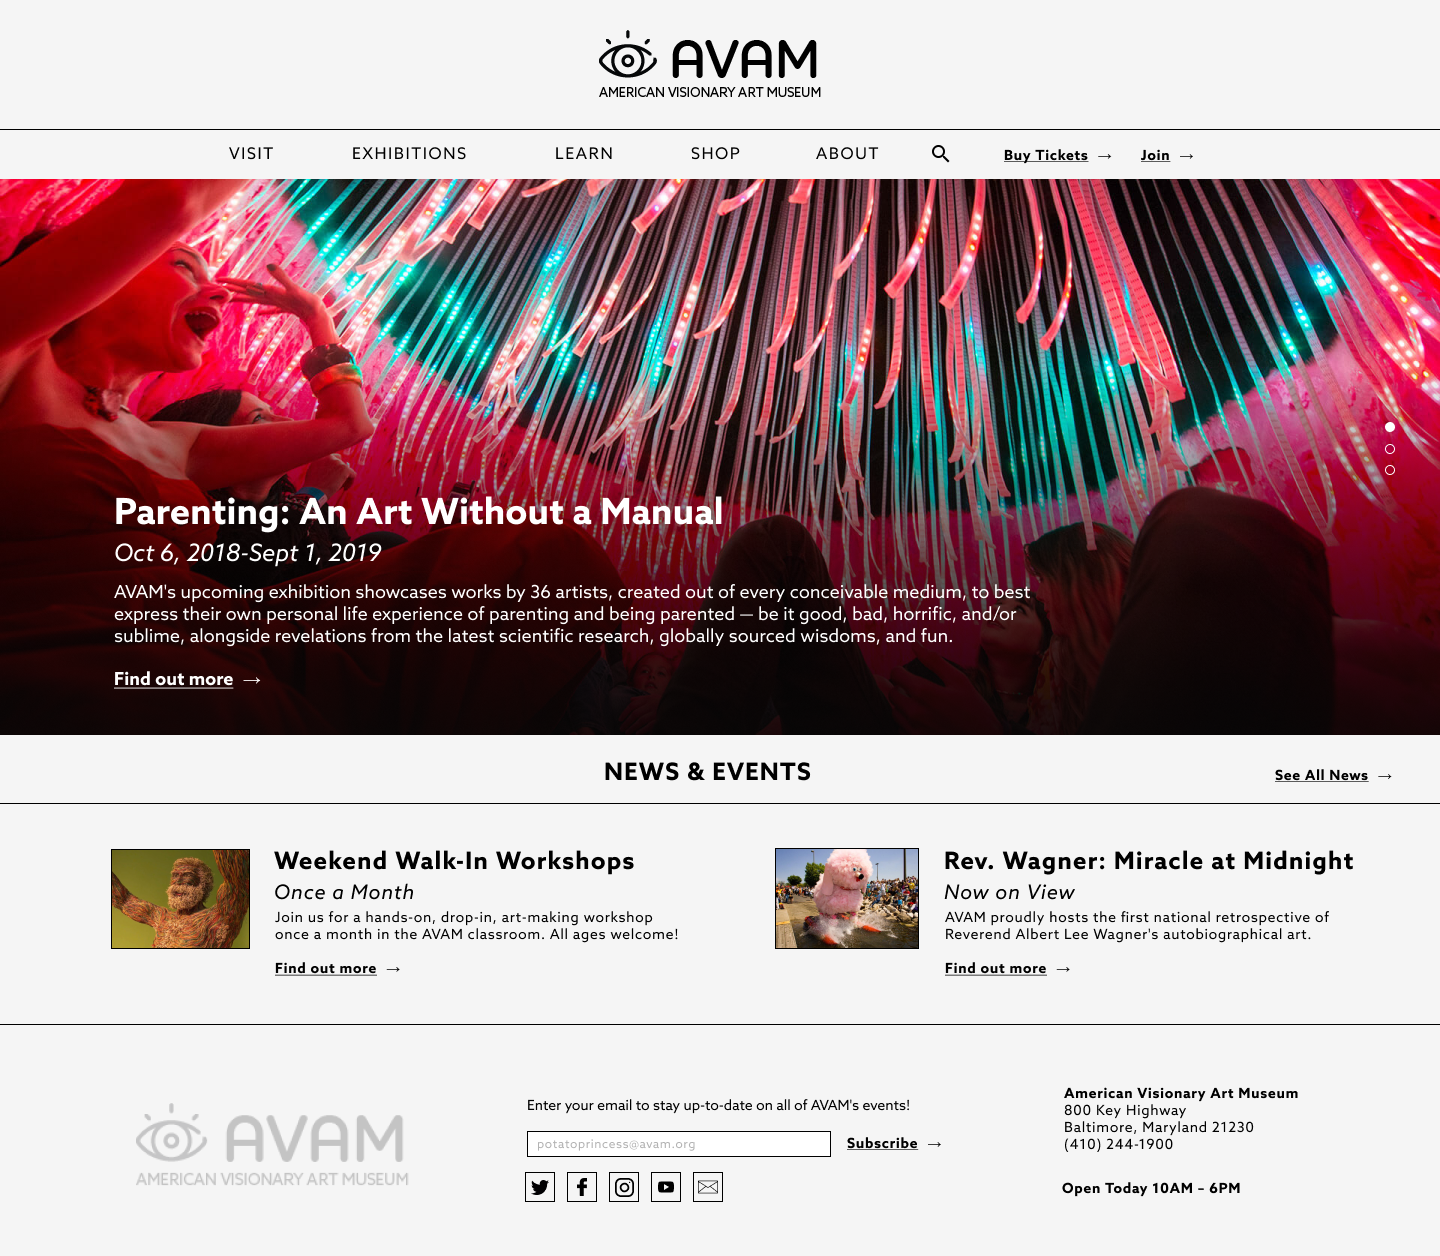 AVAM
AMERICAN VISIONARY ART MUSEUM
VISIT EXHIBITIONS LEARN SHOP ABOUT Buy Tickets → Join →
Parenting: An Art Without a Manual
Oct 6, 2018-Sept 1, 2019
AVAM's upcoming exhibition showcases works by 36 artists, created out of every conceivable medium, to best
express their own personal life experience of parenting and being parented — be it good, bad, horrific, and/or
sublime, alongside revelations from the latest scientific research, globally sourced wisdoms, and fun.
Find out more →
NEWS & EVENTS
See All News →
Weekend Walk-In Workshops
Once a Month
Join us for a hands-on, drop-in, art-making workshop
once a month in the AVAM classroom. All ages welcome!
Find out more →
Rev. Wagner: Miracle at Midnight
Now on View
AVAM proudly hosts the first national retrospective of
Reverend Albert Lee Wagner's autobiographical art.
Find out more →
AVAM
AMERICAN VISIONARY ART MUSEUM
Enter your email to stay up-to-date on all of AVAM's events!
potatoprincess@avam.org
Subscribe →
American Visionary Art Museum
800 Key Highway
Baltimore, Maryland 21230
(410) 244-1900
Open Today 10AM – 6PM